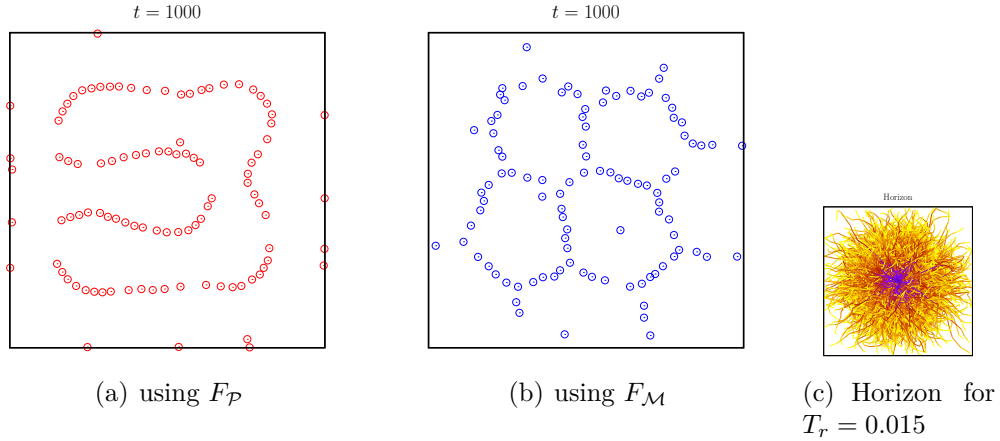 t = 1000
t = 1000
Horizon
(a) using F_P
(b) using F_M
(c) Horizon for
T_r = 0.015